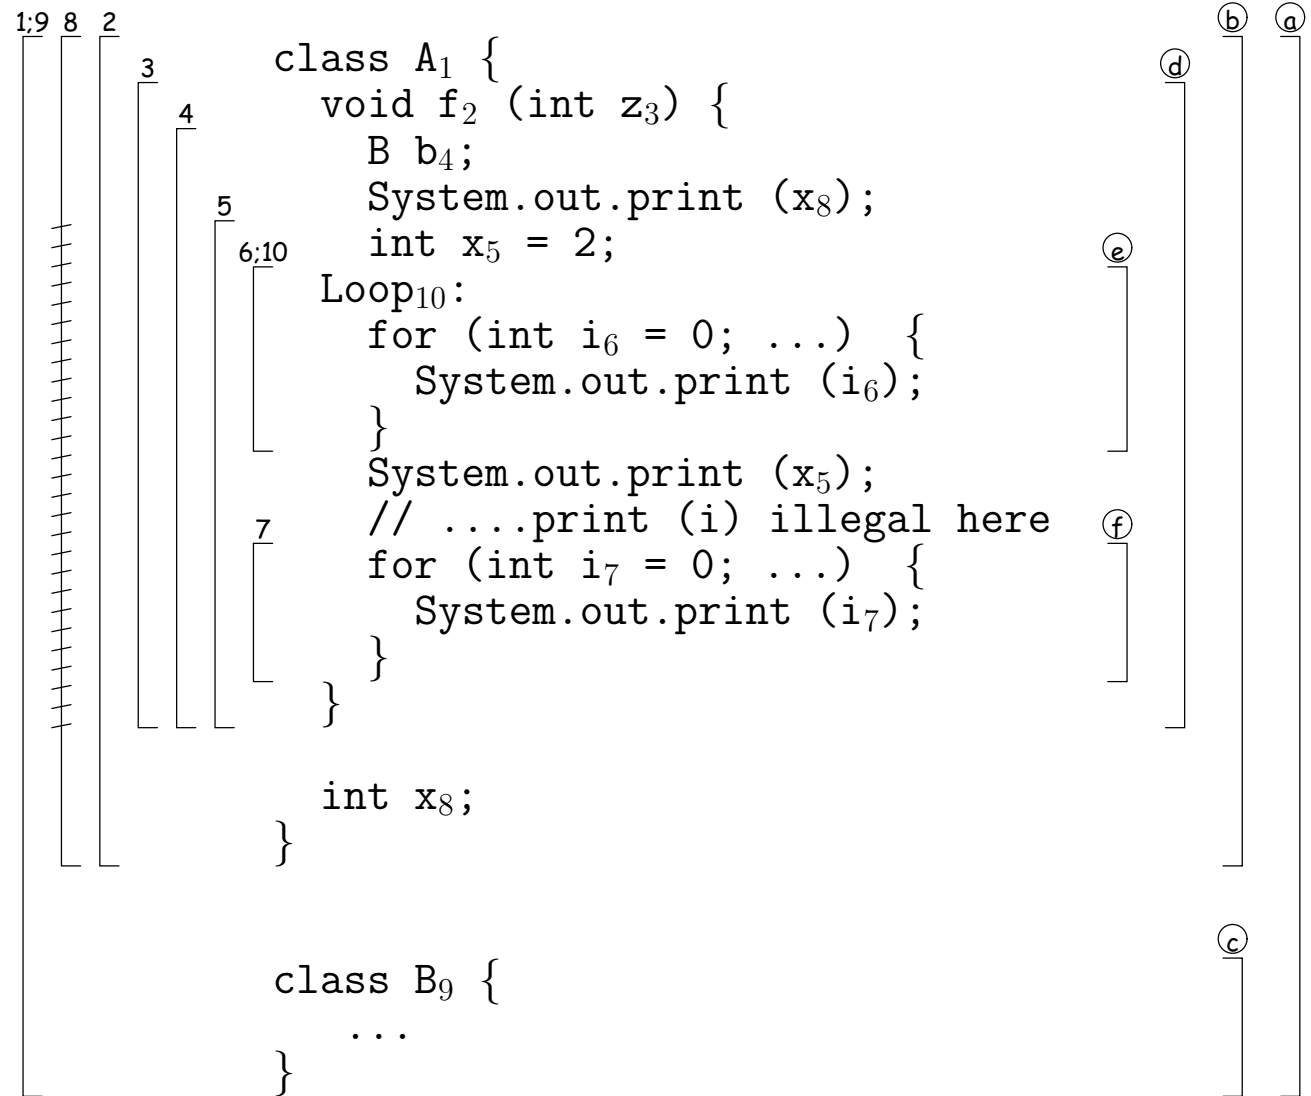 1;9 8 2 b a
class A1 {
3 d
void f2 (int z3) {
4
B b4;
System.out.print (x8);
5
int x5 = 2;
6;10 e
Loop10:
for (int i6 = 0; ...) {
System.out.print (i6);
}
System.out.print (x5);
// ....print (i) illegal here
7 f
for (int i7 = 0; ...) {
System.out.print (i7);
}
}
int x8;
}
c
class B9 {
...
}